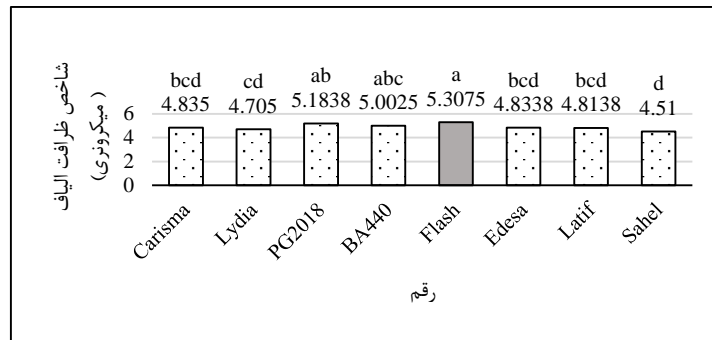 شاخص ظرافت الیاف
(میکرونری)
bcd cd ab abc a bcd bcd d
4.835 4.705 5.1838 5.0025 5.3075 4.8338 4.8138 4.51
6
4
2
0
Carisma Lydia PG2018 BA440 Flash Edesa Latif Sahel
رقم